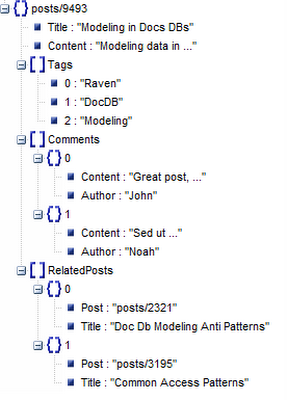 posts/9493
Title : "Modeling in Docs DBs"
Content : "Modeling data in ..."
Tags
0 : "Raven"
1 : "DocDB"
2 : "Modeling"
Comments
0
Content : "Great post, ..."
Author : "John"
1
Content : "Sed ut ..."
Author : "Noah"
RelatedPosts
0
Post : "posts/2321"
Title : "Doc Db Modeling Anti Patterns"
1
Post : "posts/3195"
Title : "Common Access Patterns"